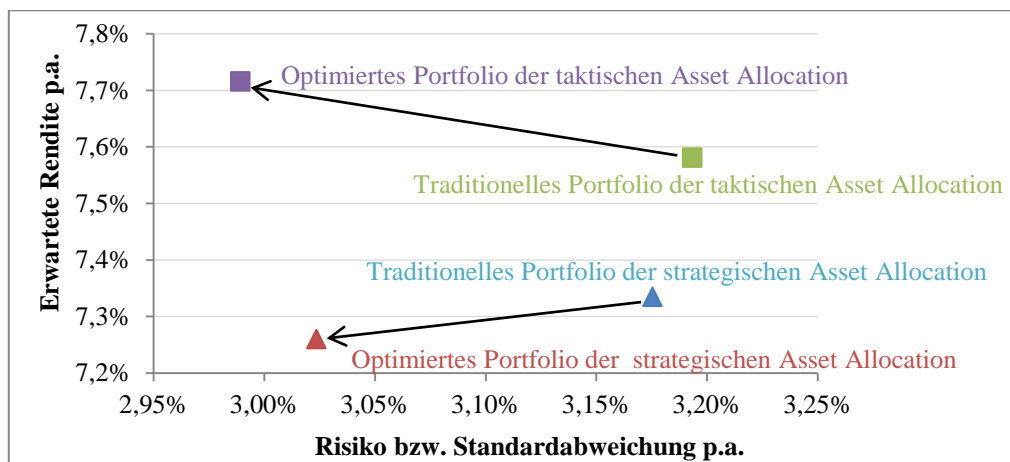 7,8%
Optimiertes Portfolio der taktischen Asset Allocation
7,7%
7,6%
Traditionelles Portfolio der taktischen Asset Allocation
7,5%
7,4%
Traditionelles Portfolio der strategischen Asset Allocation
7,3%
Optimiertes Portfolio der  strategischen Asset Allocation
7,2%
Erwartete Rendite p.a.
2,95% 3,00% 3,05% 3,10% 3,15% 3,20% 3,25%
Risiko bzw. Standardabweichung p.a.